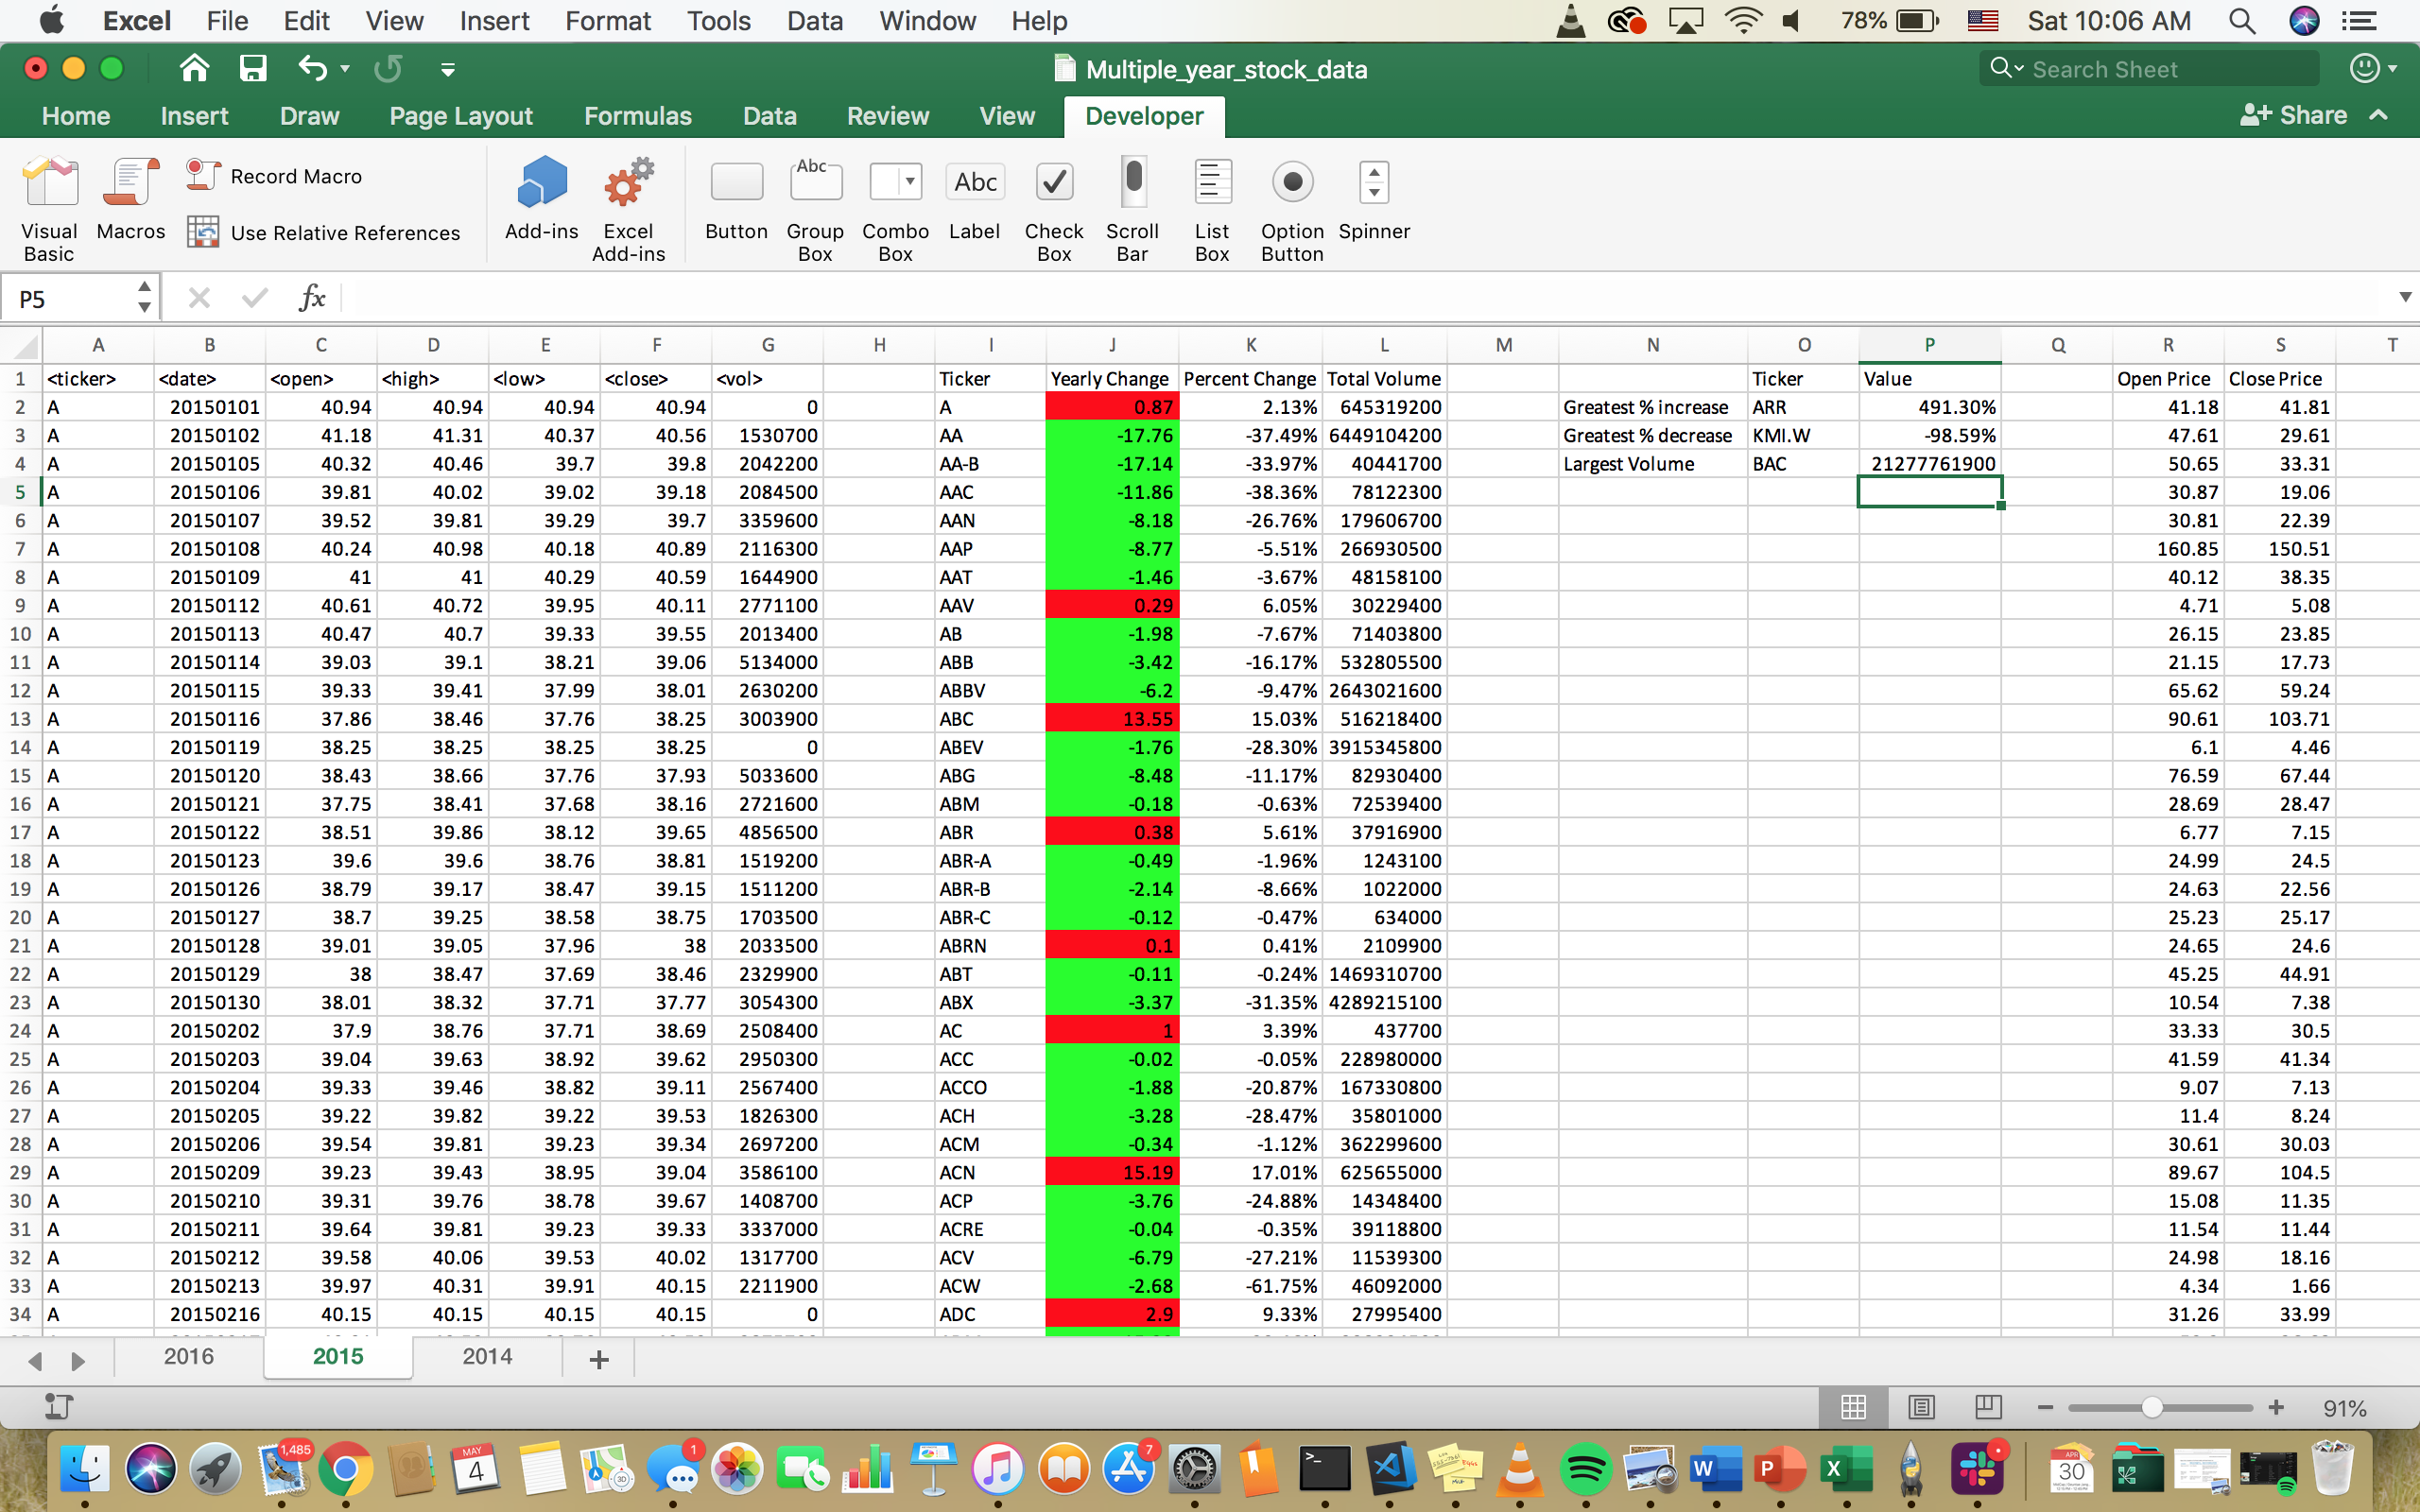 Excel File Edit View Insert Format Tools Data Window Help 78% Sat 10:06 AM
Multiple_year_stock_data Search Sheet
Home Insert Draw Page Layout Formulas Data Review View Developer Share
Visual Basic Macros Record Macro Use Relative References Add-ins Excel Add-ins Button Abc Group Box Combo Box Abc Label Check Box Scroll Bar List Box Option Button Spinner
P5 fx
A B C D E F G H I J K L M N O P Q R S T
1 <ticker> <date> <open> <high> <low> <close> <vol> Ticker Yearly Change Percent Change Total Volume Ticker Value Open Price Close Price
2 A 20150101 40.94 40.94 40.94 40.94 0 A 0.87 2.13% 645319200 Greatest % increase ARR 491.30% 41.18 41.81
3 A 20150102 41.18 41.31 40.37 40.56 1530700 AA -17.76 -37.49% 6449104200 Greatest % decrease KMI.W -98.59% 47.61 29.61
4 A 20150105 40.32 40.46 39.7 39.8 2042200 AA-B -17.14 -33.97% 40441700 Largest Volume BAC 21277761900 50.65 33.31
5 A 20150106 39.81 40.02 39.02 39.18 2084500 AAC -11.86 -38.36% 78122300 30.87 19.06
6 A 20150107 39.52 39.81 39.29 39.7 3359600 AAN -8.18 -26.76% 179606700 30.81 22.39
7 A 20150108 40.24 40.98 40.18 40.89 2116300 AAP -8.77 -5.51% 266930500 160.85 150.51
8 A 20150109 41 41 40.29 40.59 1644900 AAT -1.46 -3.67% 48158100 40.12 38.35
9 A 20150112 40.61 40.72 39.95 40.11 2771100 AAV 0.29 6.05% 30229400 4.71 5.08
10 A 20150113 40.47 40.7 39.33 39.55 2013400 AB -1.98 -7.67% 71403800 26.15 23.85
11 A 20150114 39.03 39.1 38.21 39.06 5134000 ABB -3.42 -16.17% 532805500 21.15 17.73
12 A 20150115 39.33 39.41 37.99 38.01 2630200 ABBV -6.2 -9.47% 2643021600 65.62 59.24
13 A 20150116 37.86 38.46 37.76 38.25 3003900 ABC 13.55 15.03% 516218400 90.61 103.71
14 A 20150119 38.25 38.25 38.25 38.25 0 ABEV -1.76 -28.30% 3915345800 6.1 4.46
15 A 20150120 38.43 38.66 37.76 37.93 5033600 ABG -8.48 -11.17% 82930400 76.59 67.44
16 A 20150121 37.75 38.41 37.68 38.16 2721600 ABM -0.18 -0.63% 72539400 28.69 28.47
17 A 20150122 38.51 39.86 38.12 39.65 4856500 ABR 0.38 5.61% 37916900 6.77 7.15
18 A 20150123 39.6 39.6 38.76 38.81 1519200 ABR-A -0.49 -1.96% 1243100 24.99 24.5
19 A 20150126 38.79 39.17 38.47 39.15 1511200 ABR-B -2.14 -8.66% 1022000 24.63 22.56
20 A 20150127 38.7 39.25 38.58 38.75 1703500 ABR-C -0.12 -0.47% 634000 25.23 25.17
21 A 20150128 39.01 39.05 37.96 38 2033500 ABRN 0.1 0.41% 2109900 24.65 24.6
22 A 20150129 38 38.47 37.69 38.46 2329900 ABT -0.11 -0.24% 1469310700 45.25 44.91
23 A 20150130 38.01 38.32 37.71 37.77 3054300 ABX -3.37 -31.35% 4289215100 10.54 7.38
24 A 20150202 37.9 38.76 37.71 38.69 2508400 AC 1 3.39% 437700 33.33 30.5
25 A 20150203 39.04 39.63 38.92 39.62 2950300 ACC -0.02 -0.05% 228980000 41.59 41.34
26 A 20150204 39.33 39.46 38.82 39.11 2567400 ACCO -1.88 -20.87% 167330800 9.07 7.13
27 A 20150205 39.22 39.82 39.22 39.53 1826300 ACH -3.28 -28.47% 35801000 11.4 8.24
28 A 20150206 39.54 39.81 39.23 39.34 2697200 ACM -0.34 -1.12% 362299600 30.61 30.03
29 A 20150209 39.23 39.43 38.95 39.04 3586100 ACN 15.19 17.01% 625655000 89.67 104.5
30 A 20150210 39.31 39.76 38.78 39.67 1408700 ACP -3.76 -24.88% 14348400 15.08 11.35
31 A 20150211 39.64 39.81 39.23 39.33 3337000 ACRE -0.04 -0.35% 39118800 11.54 11.44
32 A 20150212 39.58 40.06 39.53 40.02 1317700 ACV -6.79 -27.21% 11539300 24.98 18.16
33 A 20150213 39.97 40.31 39.91 40.15 2211900 ACW -2.68 -61.75% 46092000 4.34 1.66
34 A 20150216 40.15 40.15 40.15 40.15 0 ADC 2.9 9.33% 27995400 31.26 33.99
2016 2015 2014
91%
1,485 MAY 4 1 7 W P X APR 30